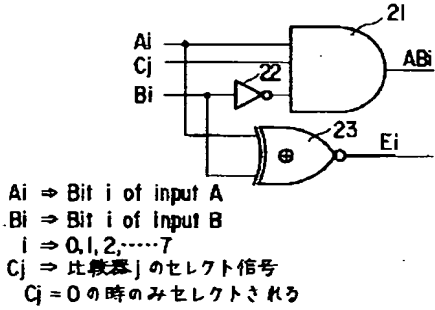 21
Ai
Cj
22
ABi
Bi
23
Ei
Ai ⇒ Bit i of input A
Bi ⇒ Bit i of input B
i ⇒ 0,1,2,……7
Cj ⇒ 比較器jのセレクト信号
Cj = 0 の時のみセレクトされる